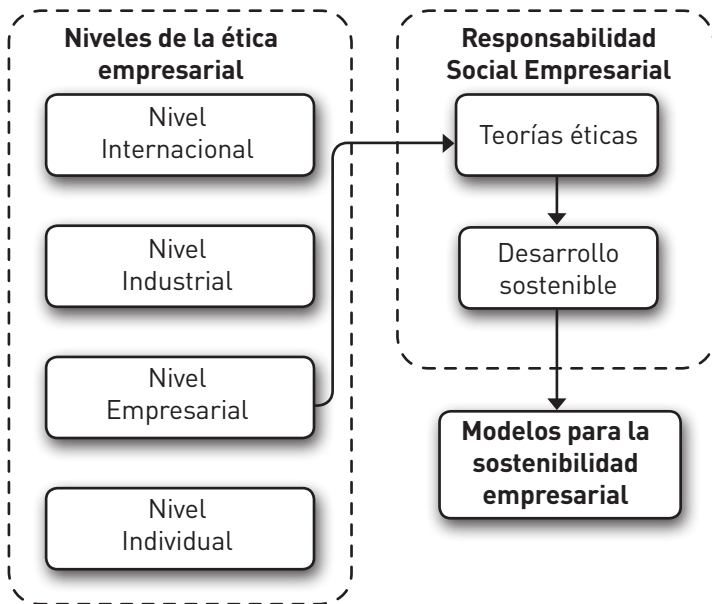 Niveles de la ética
empresarial
Nivel
Internacional
Nivel
Industrial
Nivel
Empresarial
Nivel
Individual
Responsabilidad
Social Empresarial
Teorías éticas
Desarrollo
sostenible
Modelos para la
sostenibilidad
empresarial